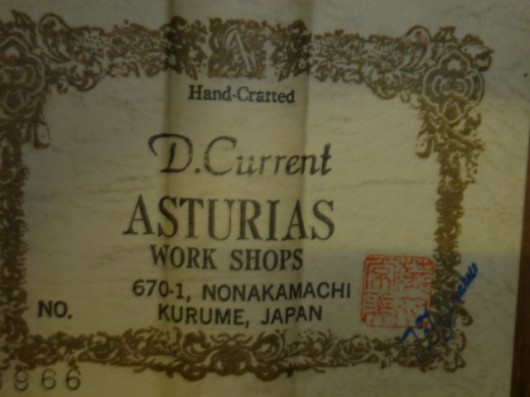 Hand-Crafted
D.Current
ASTURIAS
WORK SHOPS
670-1, NONAKAMACHI
KURUME, JAPAN
NO.
966